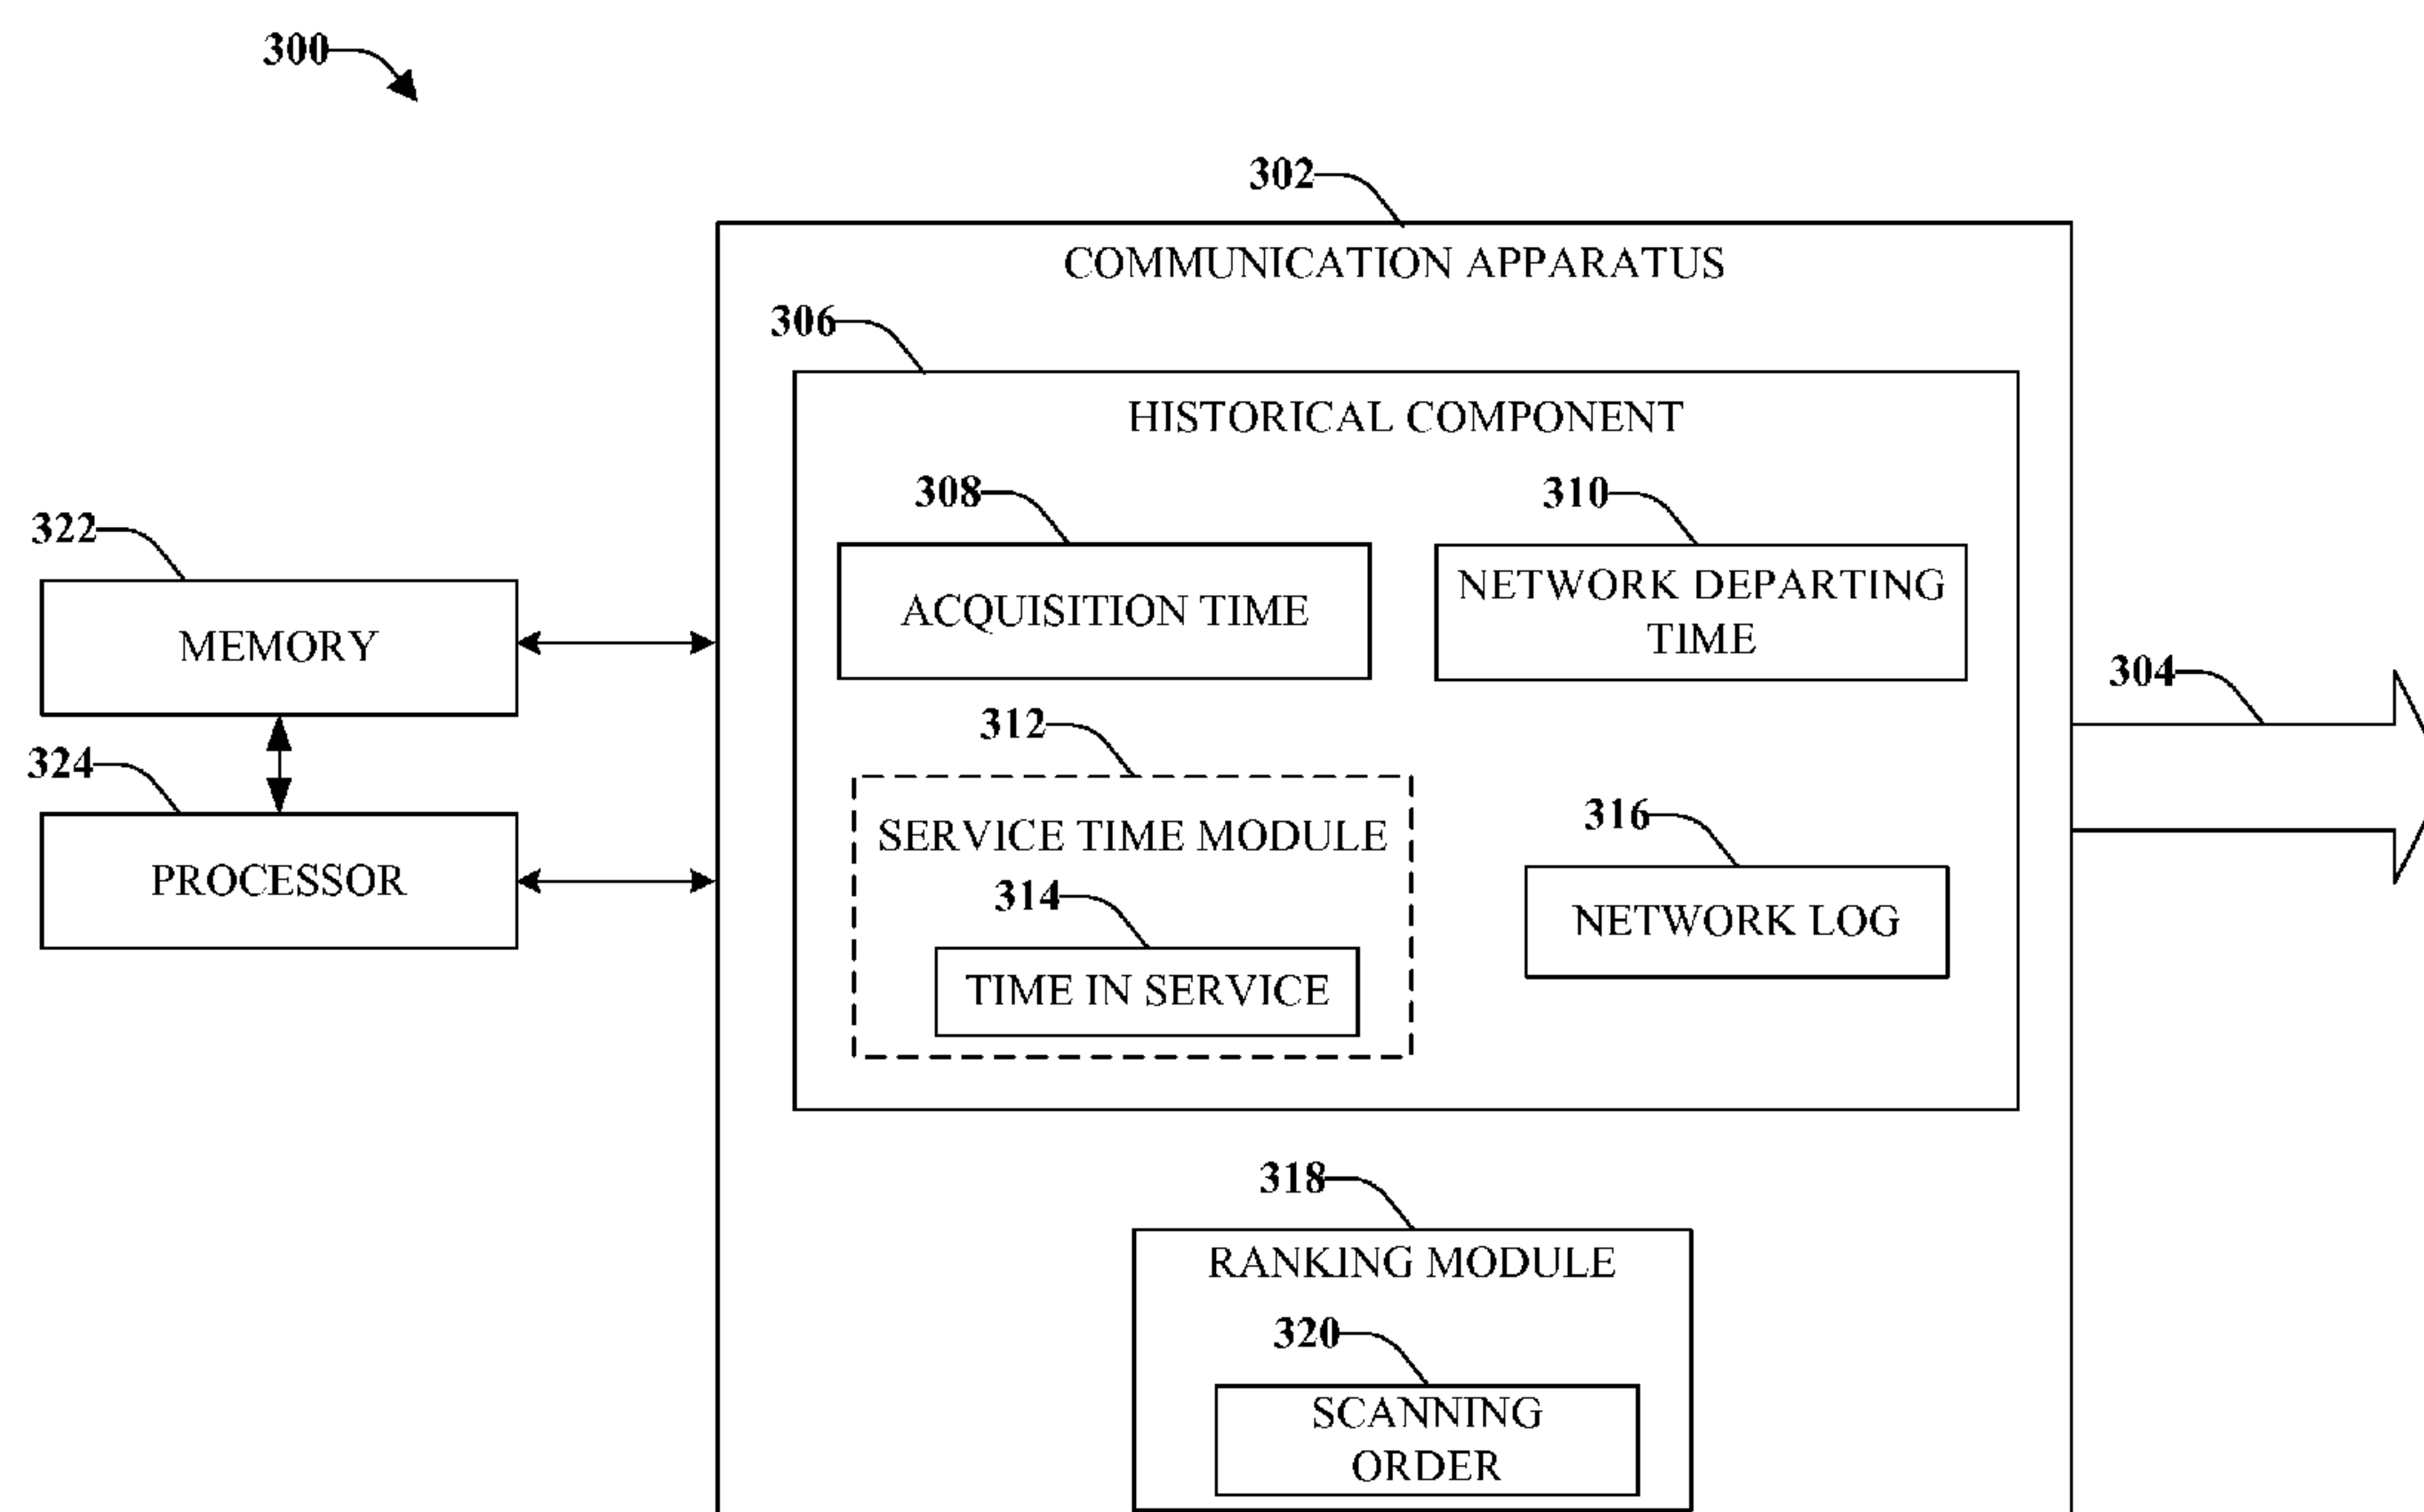 300
302
COMMUNICATION APPARATUS
306
HISTORICAL COMPONENT
308
310
ACQUISITION TIME
NETWORK DEPARTING
TIME
322
MEMORY
304
312
324
SERVICE TIME MODULE
316
PROCESSOR
314
NETWORK LOG
TIME IN SERVICE
318
RANKING MODULE
320
SCANNING
ORDER